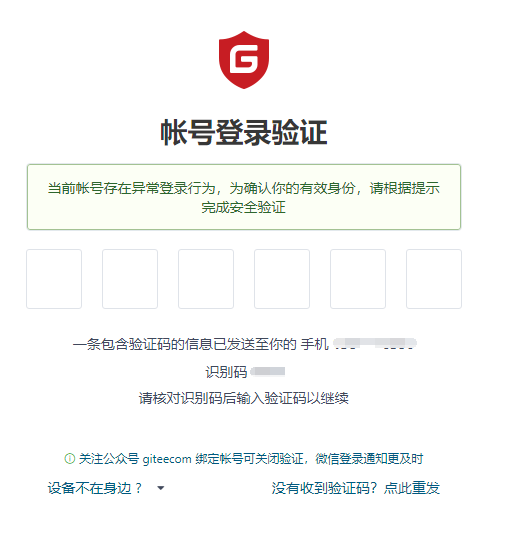 G
帐号登录验证
当前帐号存在异常登录行为，为确认你的有效身份，请根据提示
完成安全验证
一条包含验证码的信息已发送至你的 手机
识别码
请核对识别码后输入验证码以继续
关注公众号 giteecom 绑定帐号可关闭验证，微信登录通知更及时
设备不在身边？ 没有收到验证码？点此重发